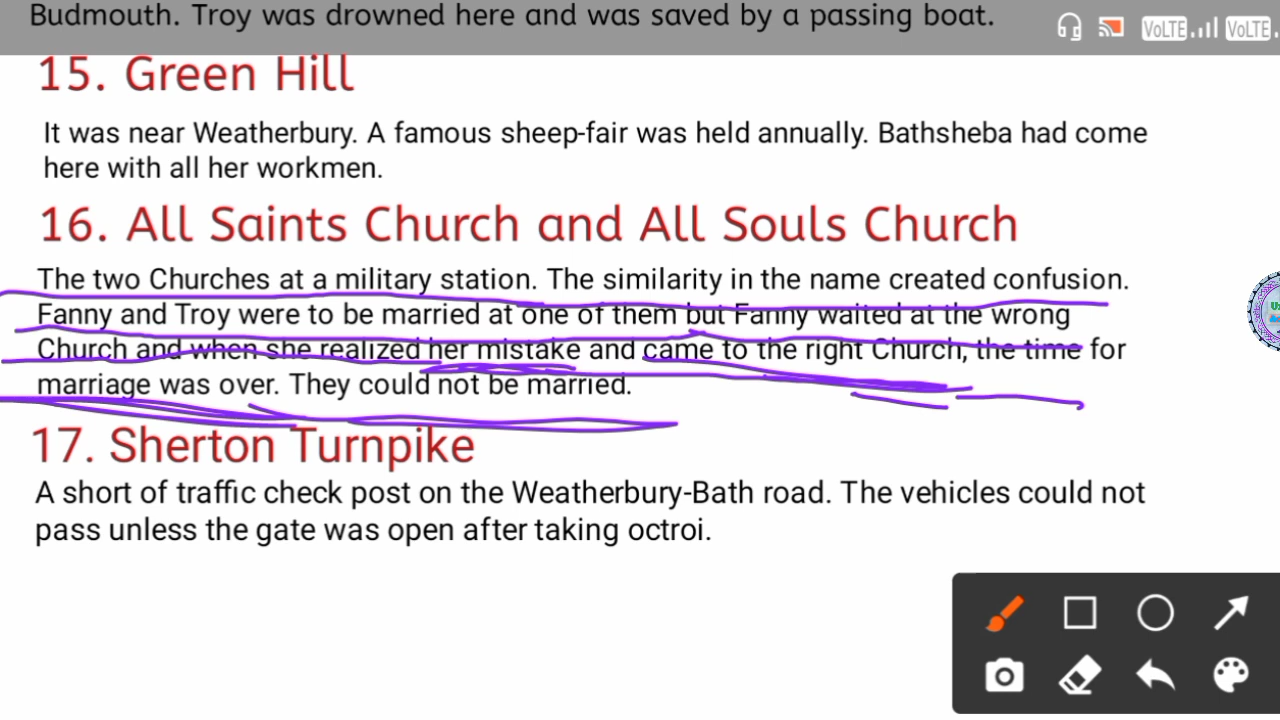 Budmouth. Troy was drowned here and was saved by a passing boat.
VoLTE VoLTE
15. Green Hill
It was near Weatherbury. A famous sheep-fair was held annually. Bathsheba had come
here with all her workmen.
16. All Saints Church and All Souls Church
The two Churches at a military station. The similarity in the name created confusion.
Fanny and Troy were to be married at one of them but Fanny waited at the wrong
Church and when she realized her mistake and came to the right Church, the time for
marriage was over. They could not be married.
17. Sherton Turnpike
A short of traffic check post on the Weatherbury-Bath road. The vehicles could not
pass unless the gate was open after taking octroi.